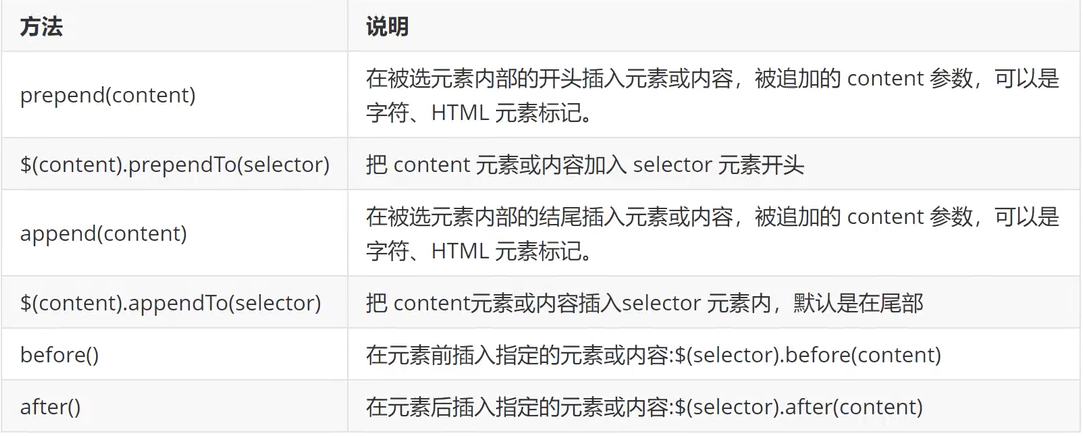 方法 说明
prepend(content) 在被选元素内部的开头插入元素或内容，被追加的 content 参数，可以是
字符、HTML 元素标记。
$(content).prependTo(selector) 把 content 元素或内容加入 selector 元素开头
append(content) 在被选元素内部的结尾插入元素或内容，被追加的 content 参数，可以是
字符、HTML 元素标记。
$(content).appendTo(selector) 把 content元素或内容插入selector 元素内，默认是在尾部
before() 在元素前插入指定的元素或内容:$(selector).before(content)
after() 在元素后插入指定的元素或内容:$(selector).after(content)